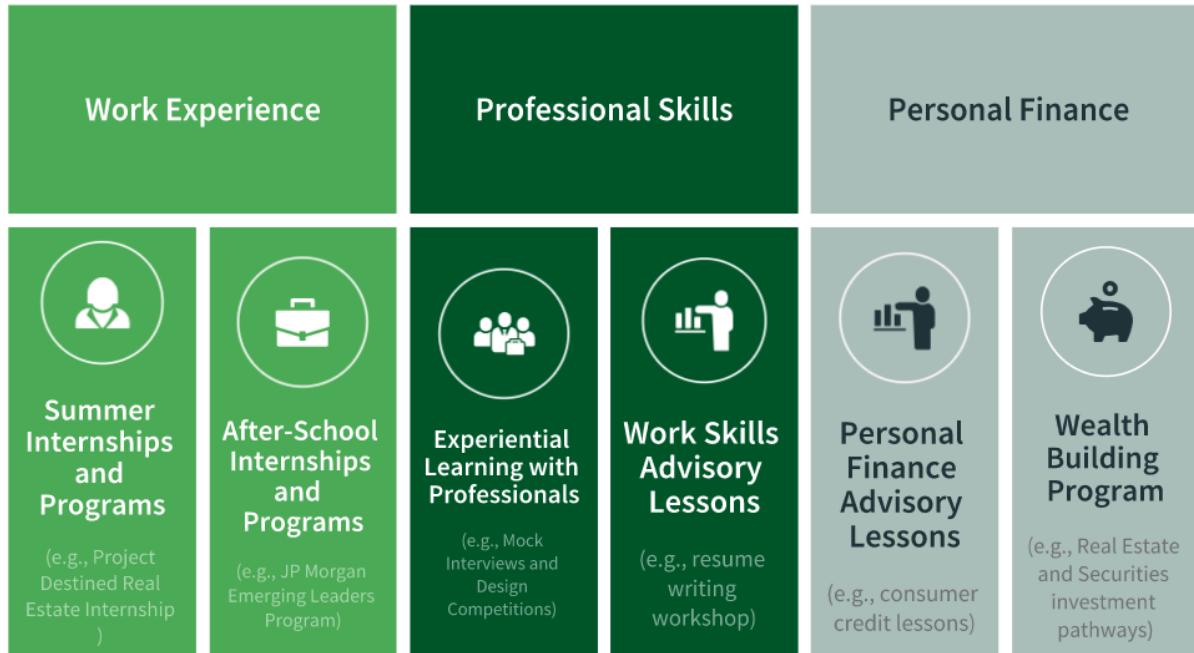 Work Experience
Professional Skills
Personal Finance
Summer
Internships
and
Programs
(e.g., Project
Destined Real
Estate Internship
)
After-School
Internships
and
Programs
(e.g., JP Morgan
Emerging Leaders
Program)
Experiential
Learning with
Professionals
(e.g., Mock
Interviews and
Design
Competitions)
Work Skills
Advisory
Lessons
(e.g., resume
writing
workshop)
Personal
Finance
Advisory
Lessons
(e.g., consumer
credit lessons)
Wealth
Building
Program
(e.g., Real Estate
and Securities
investment
pathways)